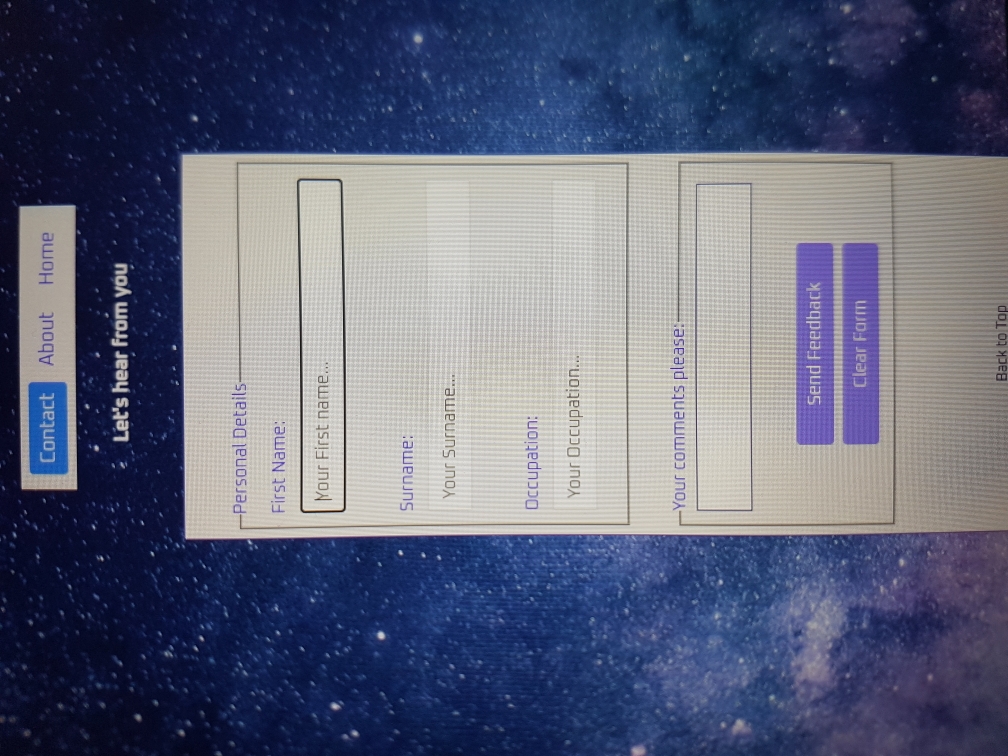 Contact About Home
Let's hear from you
Personal Details
First Name:
Your First name...
Surname:
Your Surname...
Occupation:
Your Occupation...
Your comments please:
Send Feedback
Clear Form
Back to Top